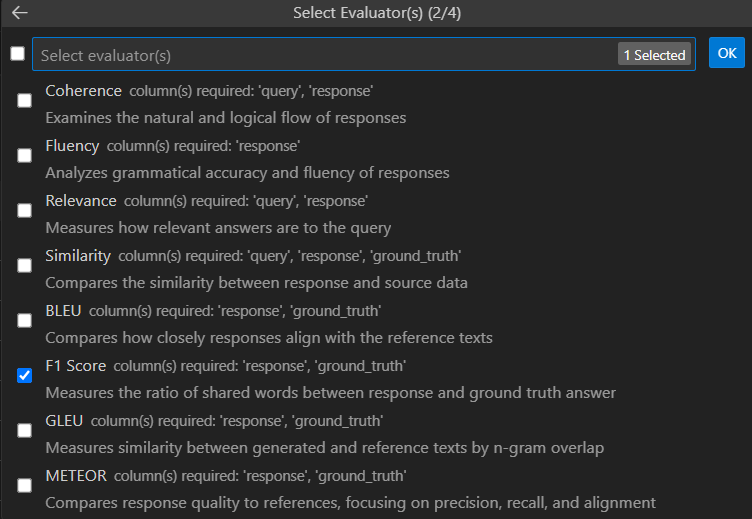 Select Evaluator(s) (2/4)
Select evaluator(s) 1 Selected OK
Coherence column(s) required: 'query', 'response'
Examines the natural and logical flow of responses
Fluency column(s) required: 'response'
Analyzes grammatical accuracy and fluency of responses
Relevance column(s) required: 'query', 'response'
Measures how relevant answers are to the query
Similarity column(s) required: 'query', 'response', 'ground_truth'
Compares the similarity between response and source data
BLEU column(s) required: 'response', 'ground_truth'
Compares how closely responses align with the reference texts
F1 Score column(s) required: 'response', 'ground_truth'
Measures the ratio of shared words between response and ground truth answer
GLEU column(s) required: 'response', 'ground_truth'
Measures similarity between generated and reference texts by n-gram overlap
METEOR column(s) required: 'response', 'ground_truth'
Compares response quality to references, focusing on precision, recall, and alignment